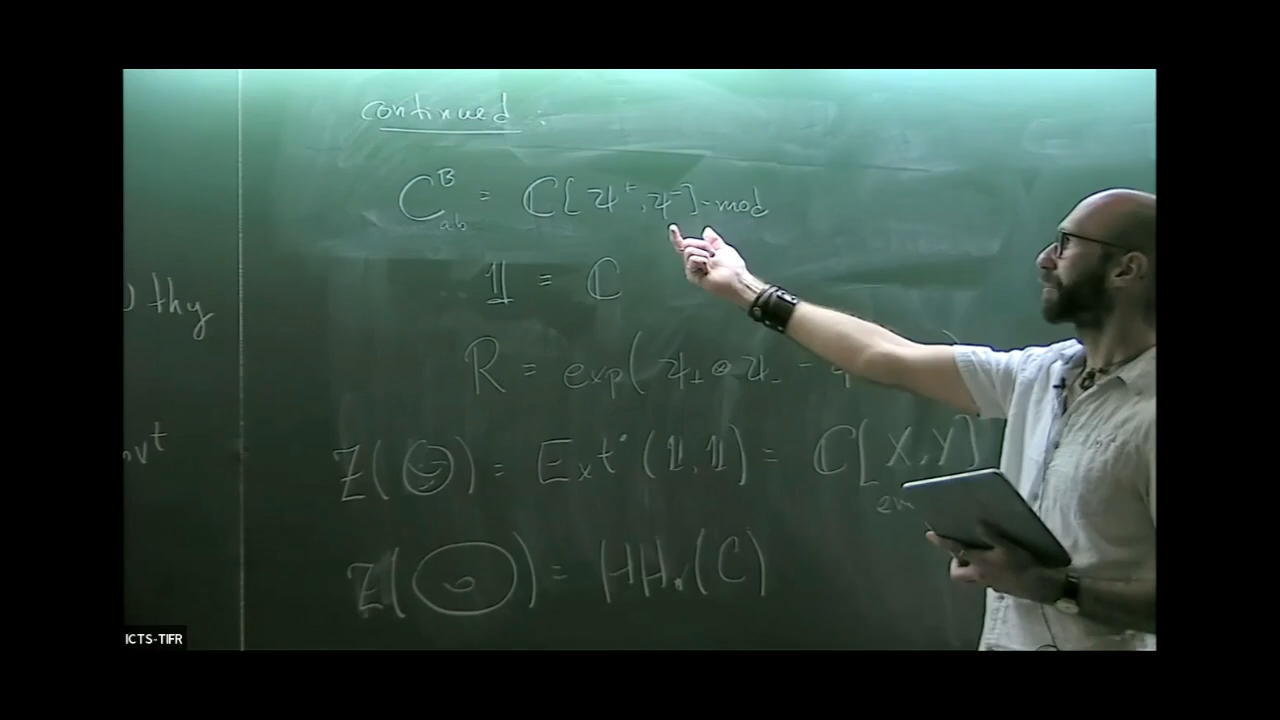 continued :
C^B_ab = ℂ[ψ⁺, ψ⁻]-mod
𝟙 = ℂ
thy
R = exp(ψ₊ ⊗ ψ₋ -
Z( ) = Ext˙(𝟙, 𝟙) = ℂ[X, Y]
Z( ) = HH.(C)
ICTS-TIFR